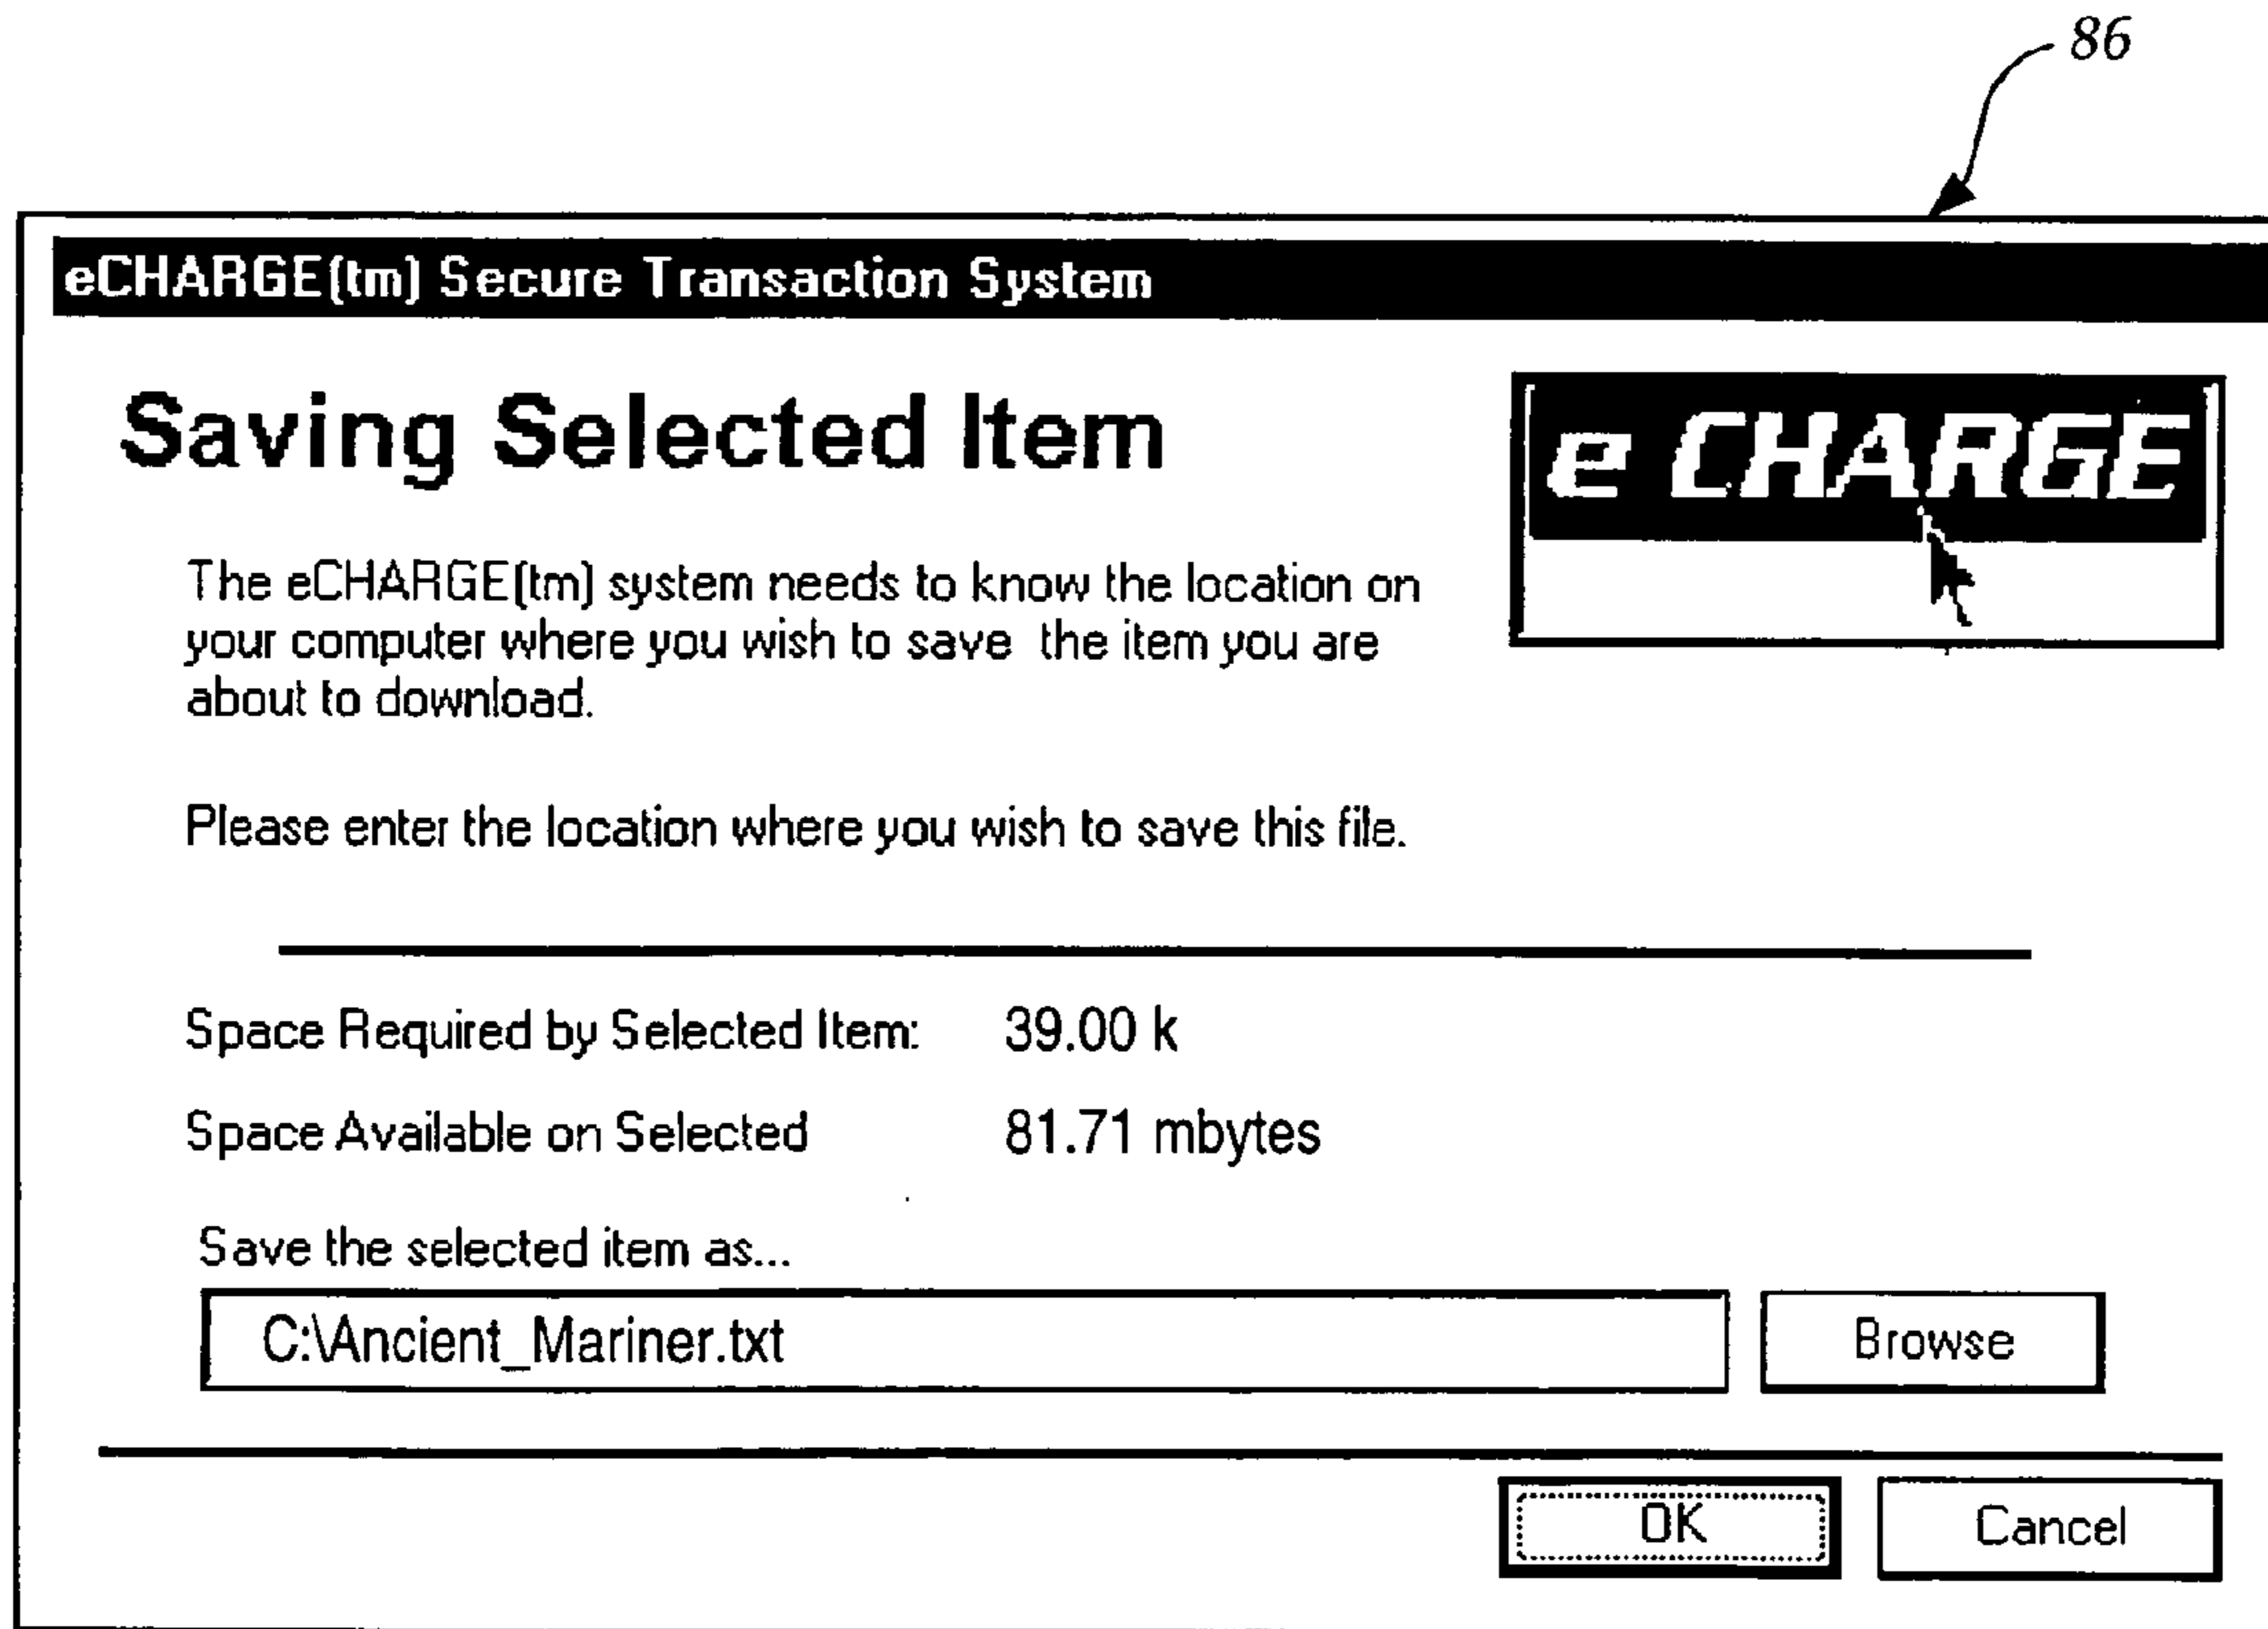 86
eCHARGE(tm) Secure Transaction System
Saving Selected Item
e CHARGE
The eCHARGE(tm) system needs to know the location on
your computer where you wish to save  the item you are
about to download.
Please enter the location where you wish to save this file.
Space Required by Selected Item: 39.00 k
Space Available on Selected 81.71 mbytes
Save the selected item as...
C:\Ancient_Mariner.txt Browse
OK Cancel